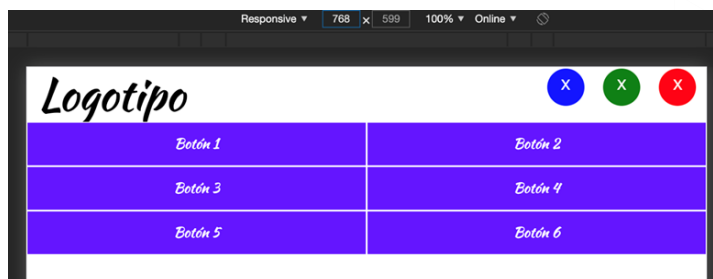 Responsive ▼ 768 x 599 100% ▼ Online ▼
Logotipo X X X
Botón 1 Botón 2
Botón 3 Botón 4
Botón 5 Botón 6